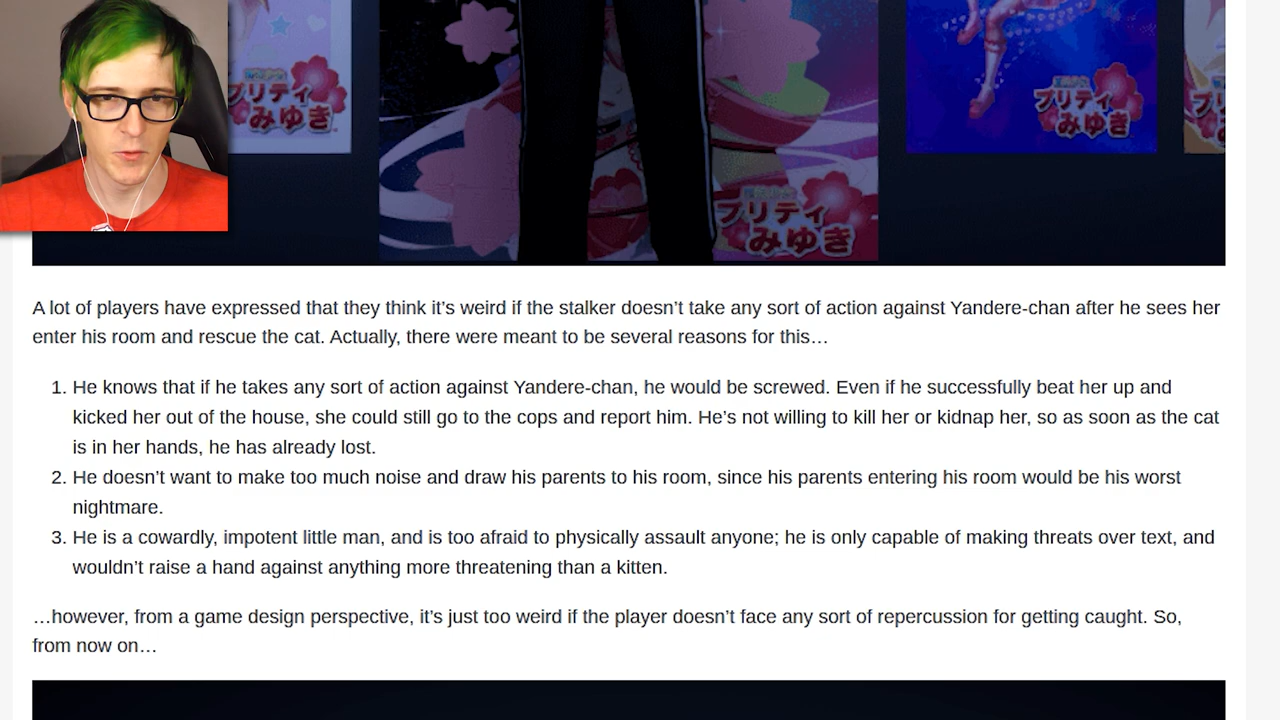 プリティ
みゆき
プリティ
みゆき
プリティ
みゆき
A lot of players have expressed that they think it’s weird if the stalker doesn’t take any sort of action against Yandere-chan after he sees her
enter his room and rescue the cat. Actually, there were meant to be several reasons for this…
1. He knows that if he takes any sort of action against Yandere-chan, he would be screwed. Even if he successfully beat her up and
kicked her out of the house, she could still go to the cops and report him. He’s not willing to kill her or kidnap her, so as soon as the cat
is in her hands, he has already lost.
2. He doesn’t want to make too much noise and draw his parents to his room, since his parents entering his room would be his worst
nightmare.
3. He is a cowardly, impotent little man, and is too afraid to physically assault anyone; he is only capable of making threats over text, and
wouldn’t raise a hand against anything more threatening than a kitten.
…however, from a game design perspective, it’s just too weird if the player doesn’t face any sort of repercussion for getting caught. So,
from now on…